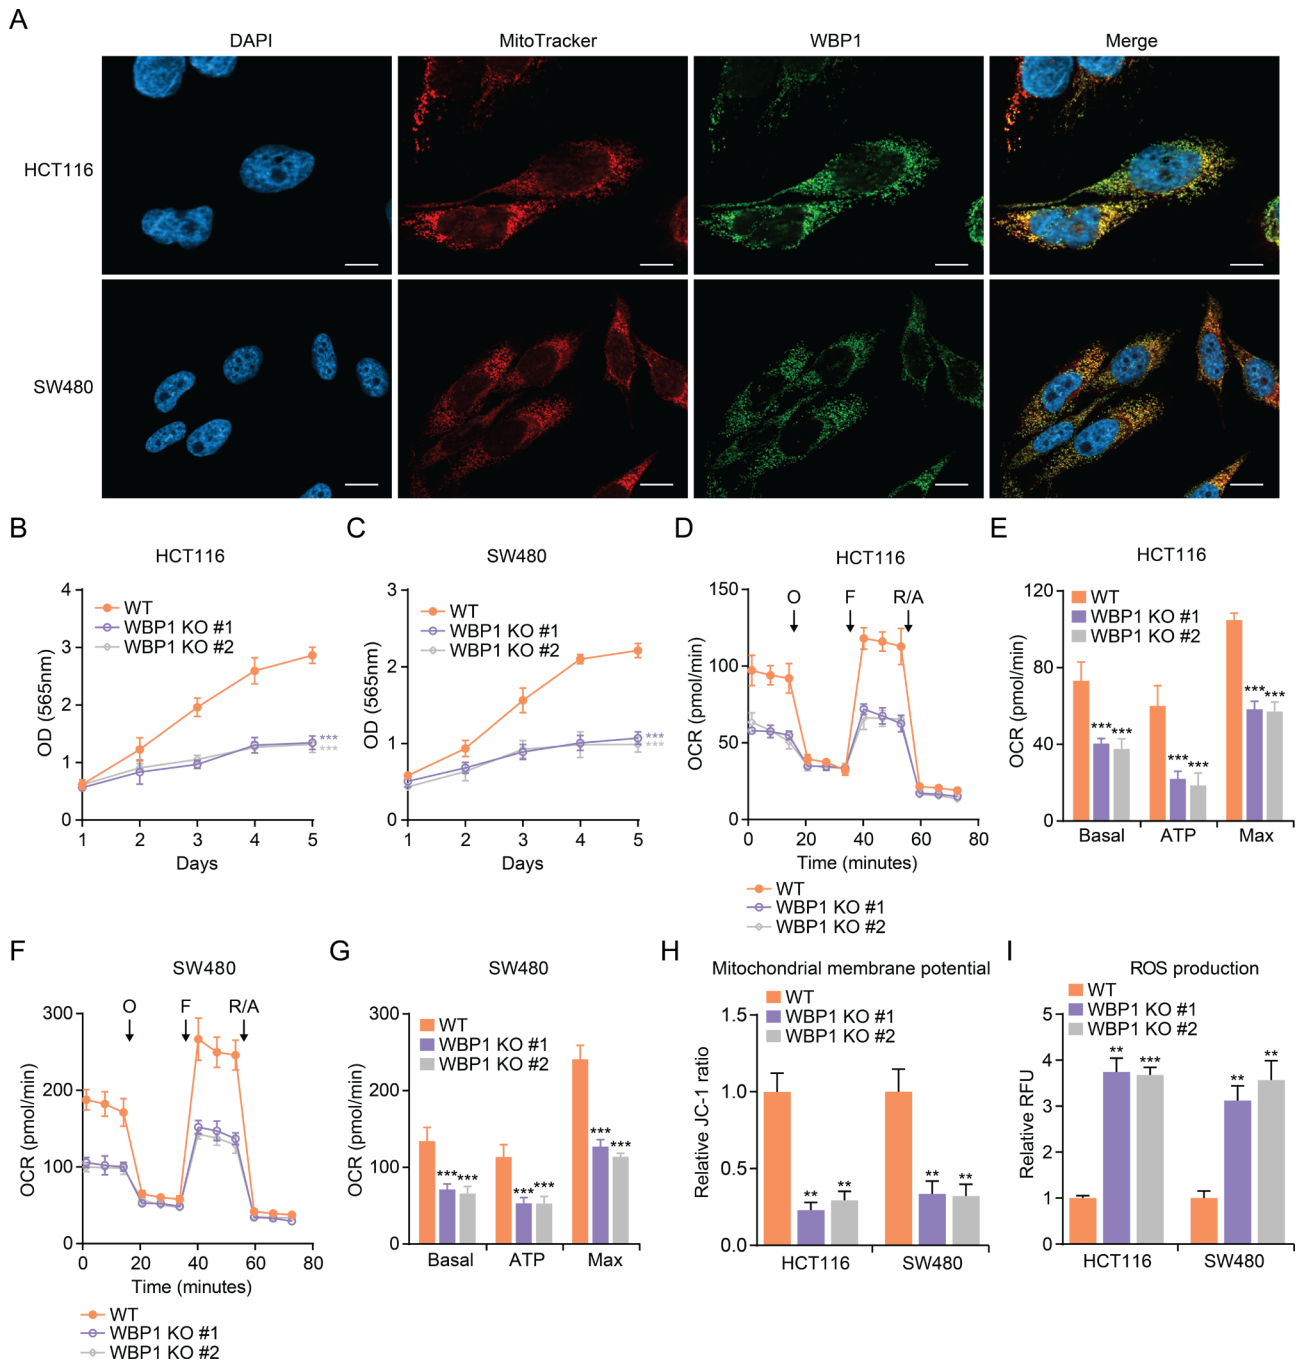 A
DAPI
MitoTracker
WBP1
Merge
HCT116
SW480
B
HCT116
OD (565nm)
4
3
2
1
0
WT
WBP1 KO #1
WBP1 KO #2
***
***
1 2 3 4 5
Days
C
SW480
OD (565nm)
3
2
1
0
WT
WBP1 KO #1
WBP1 KO #2
***
***
1 2 3 4 5
Days
D
HCT116
OCR (pmol/min)
150
100
50
0
O F R/A
0 20 40 60 80
Time (minutes)
WT
WBP1 KO #1
WBP1 KO #2
E
HCT116
OCR (pmol/min)
120
80
40
0
WT
WBP1 KO #1
WBP1 KO #2
*** ***
*** ***
*** ***
Basal ATP Max
F
SW480
OCR (pmol/min)
300
200
100
0
O F R/A
0 20 40 60 80
Time (minutes)
WT
WBP1 KO #1
WBP1 KO #2
G
SW480
OCR (pmol/min)
300
200
100
0
WT
WBP1 KO #1
WBP1 KO #2
*** ***
*** ***
*** ***
Basal ATP Max
H
Mitochondrial membrane potential
Relative JC-1 ratio
1.5
1.0
0.5
0.0
WT
WBP1 KO #1
WBP1 KO #2
** **
** **
HCT116 SW480
I
ROS production
Relative RFU
5
4
3
2
1
0
WT
WBP1 KO #1
WBP1 KO #2
** ***
** **
HCT116 SW480